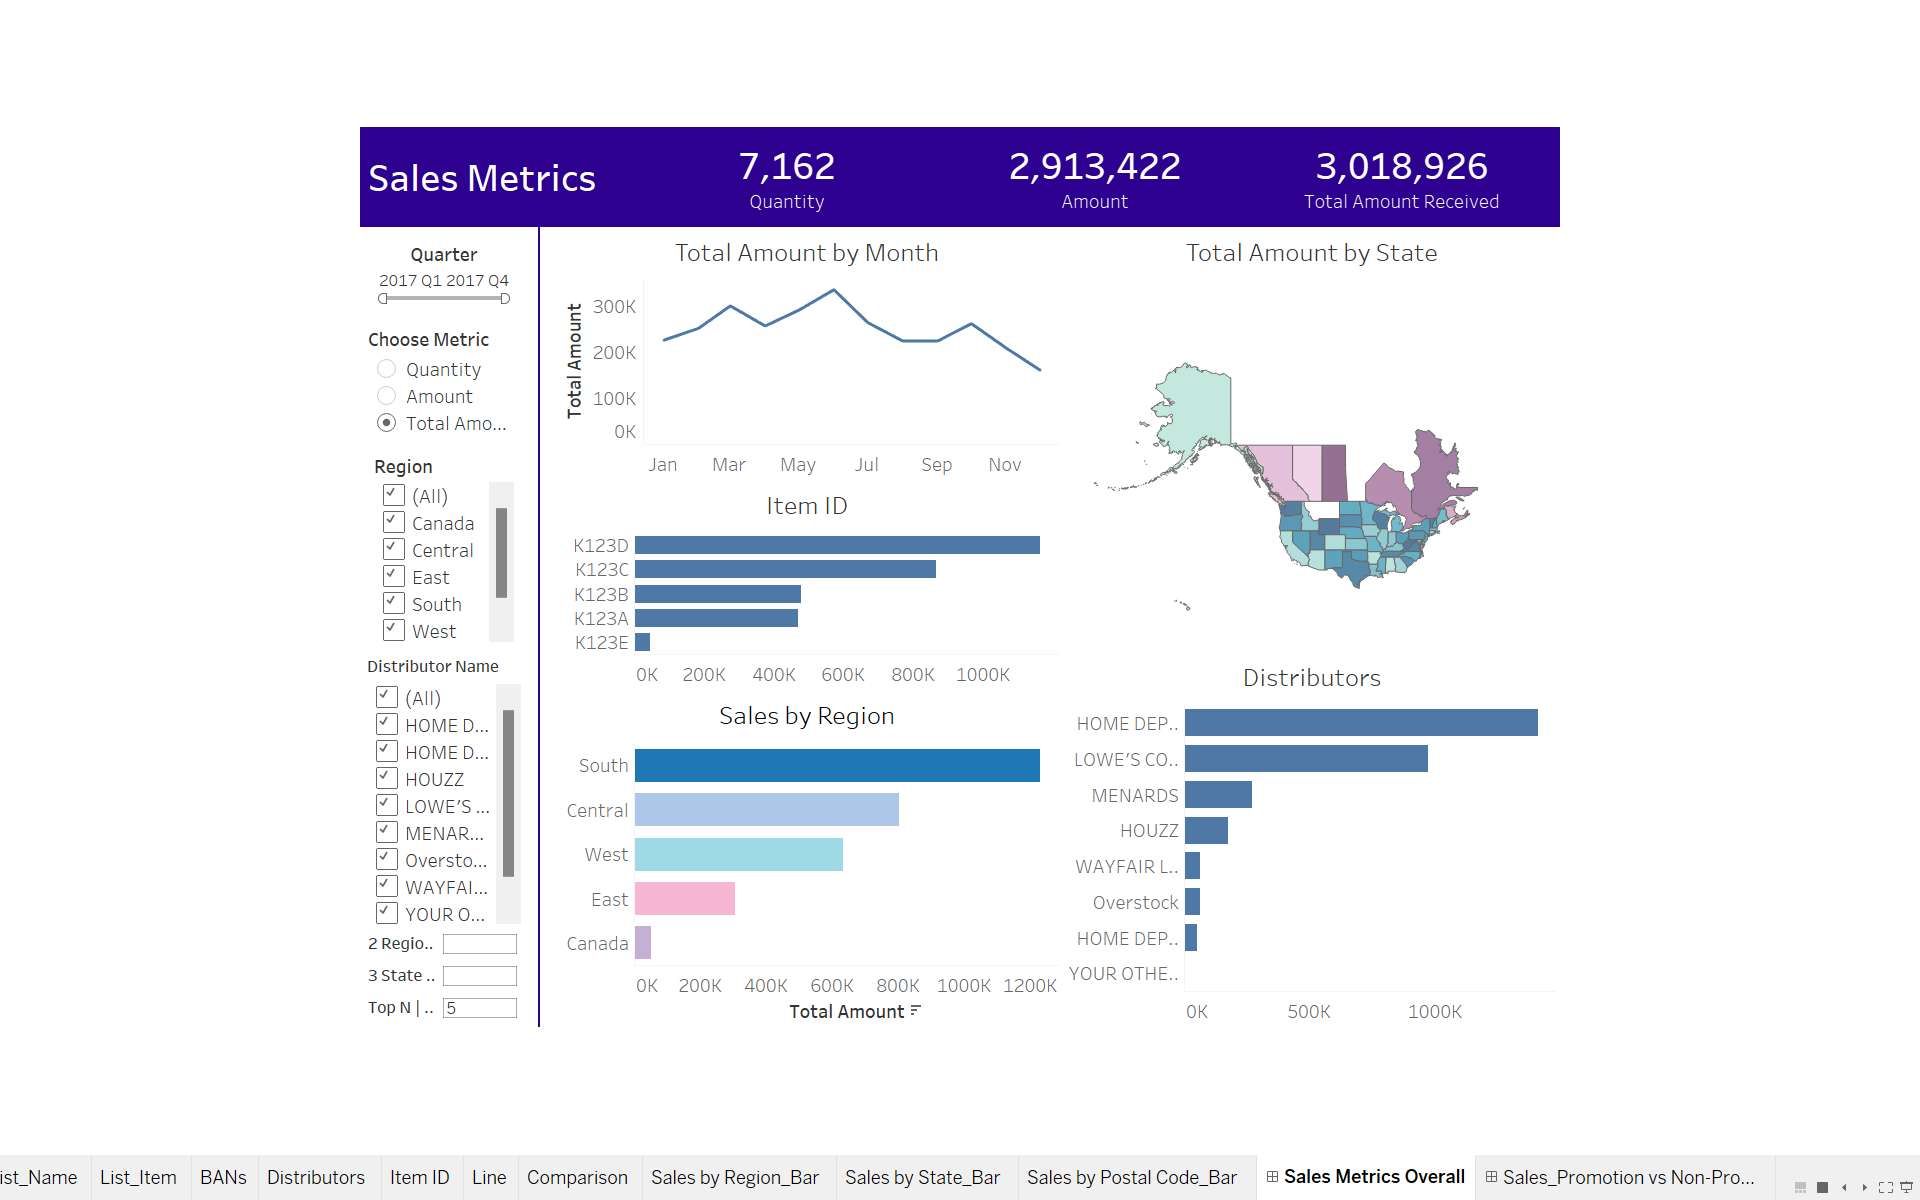 Sales Metrics
7,162
Quantity
2,913,422
Amount
3,018,926
Total Amount Received
Quarter
2017 Q1 2017 Q4
Choose Metric
Quantity
Amount
Total Amo...
Region
(All)
Canada
Central
East
South
West
Distributor Name
(All)
HOME D...
HOME D...
HOUZZ
LOWE'S ...
MENAR...
Oversto...
WAYFAI...
YOUR O...
2 Regio..
3 State ..
Top N | .. 5
Total Amount by Month
Total Amount
300K
200K
100K
0K
Jan Mar May Jul Sep Nov
Item ID
K123D
K123C
K123B
K123A
K123E
0K 200K 400K 600K 800K 1000K
Sales by Region
South
Central
West
East
Canada
0K 200K 400K 600K 800K 1000K 1200K
Total Amount
Total Amount by State
Distributors
HOME DEP..
LOWE'S CO..
MENARDS
HOUZZ
WAYFAIR L..
Overstock
HOME DEP..
YOUR OTHE..
0K 500K 1000K
ist_Name List_Item BANs Distributors Item ID Line Comparison Sales by Region_Bar Sales by State_Bar Sales by Postal Code_Bar Sales Metrics Overall Sales_Promotion vs Non-Pro...